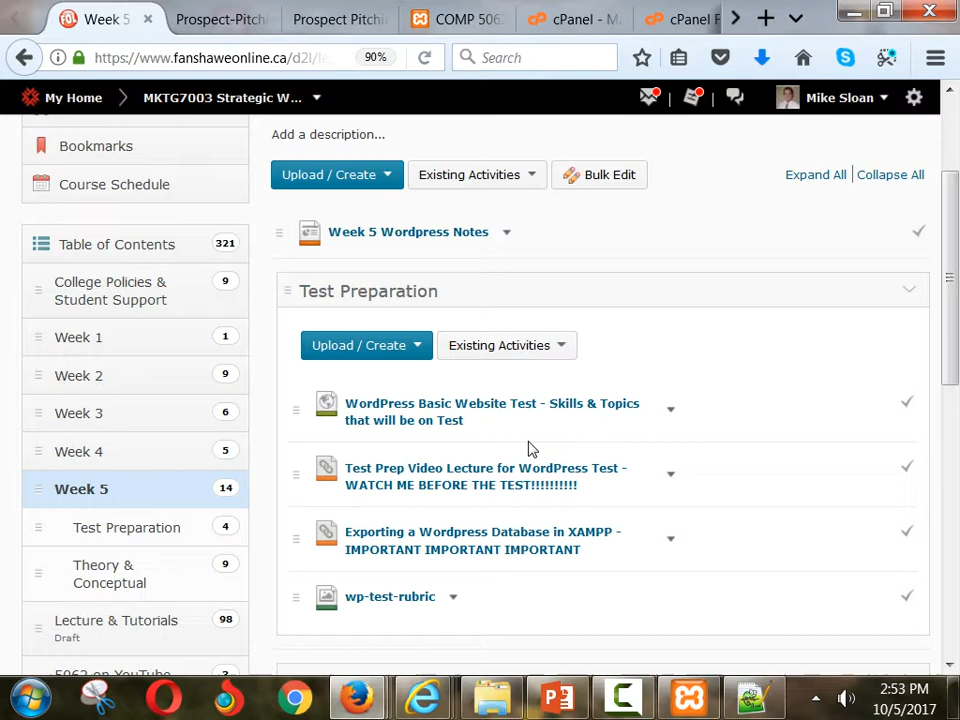 Week 5
Prospect-Pitchi
Prospect Pitchin
COMP 506
cPanel - M
cPanel F
https://www.fanshaweonline.ca/d2l/le
90%
Search
My Home
MKTG7003 Strategic W...
Mike Sloan
Bookmarks
Course Schedule
Table of Contents 321
College Policies & Student Support 9
Week 1 1
Week 2 9
Week 3 6
Week 4 5
Week 5 14
Test Preparation 4
Theory & Conceptual 9
Lecture & Tutorials 98
Draft
5062 on YouTube 3
Add a description...
Upload / Create
Existing Activities
Bulk Edit
Expand All
Collapse All
Week 5 Wordpress Notes
Test Preparation
Upload / Create
Existing Activities
WordPress Basic Website Test - Skills & Topics
that will be on Test
Test Prep Video Lecture for WordPress Test -
WATCH ME BEFORE THE TEST!!!!!!!!!!
Exporting a Wordpress Database in XAMPP -
IMPORTANT IMPORTANT IMPORTANT
wp-test-rubric
2:53 PM
10/5/2017